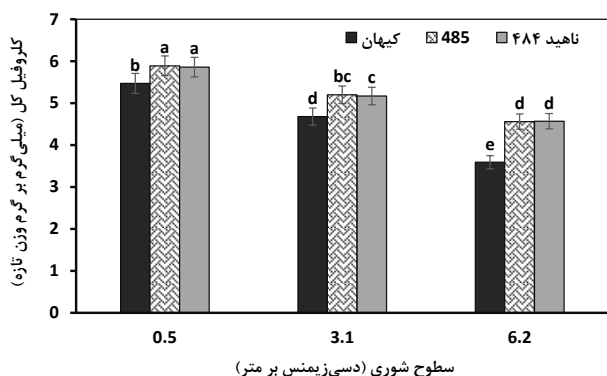 کلروفیل کل (میلی‌گرم بر گرم وزن تازه)
7
6
5
4
3
2
1
0
کیهان 485 ناهید ۴۸۴
b a a
d bc c
e d d
0.5 3.1 6.2
سطوح شوری (دسی‌زیمنس بر متر)